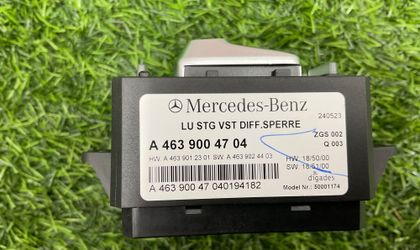 Mercedes-Benz
240523
LU STG VST DIFF.SPERRE
ZGS 002
A 463 900 47 04
Q 003
HW. A 463 901 23 01 SW. A 463 902 44 03
HW. 18/50/00
SW. 18/51/00
digades
A 463 900 47 040194182
Model Nr.: 50001174